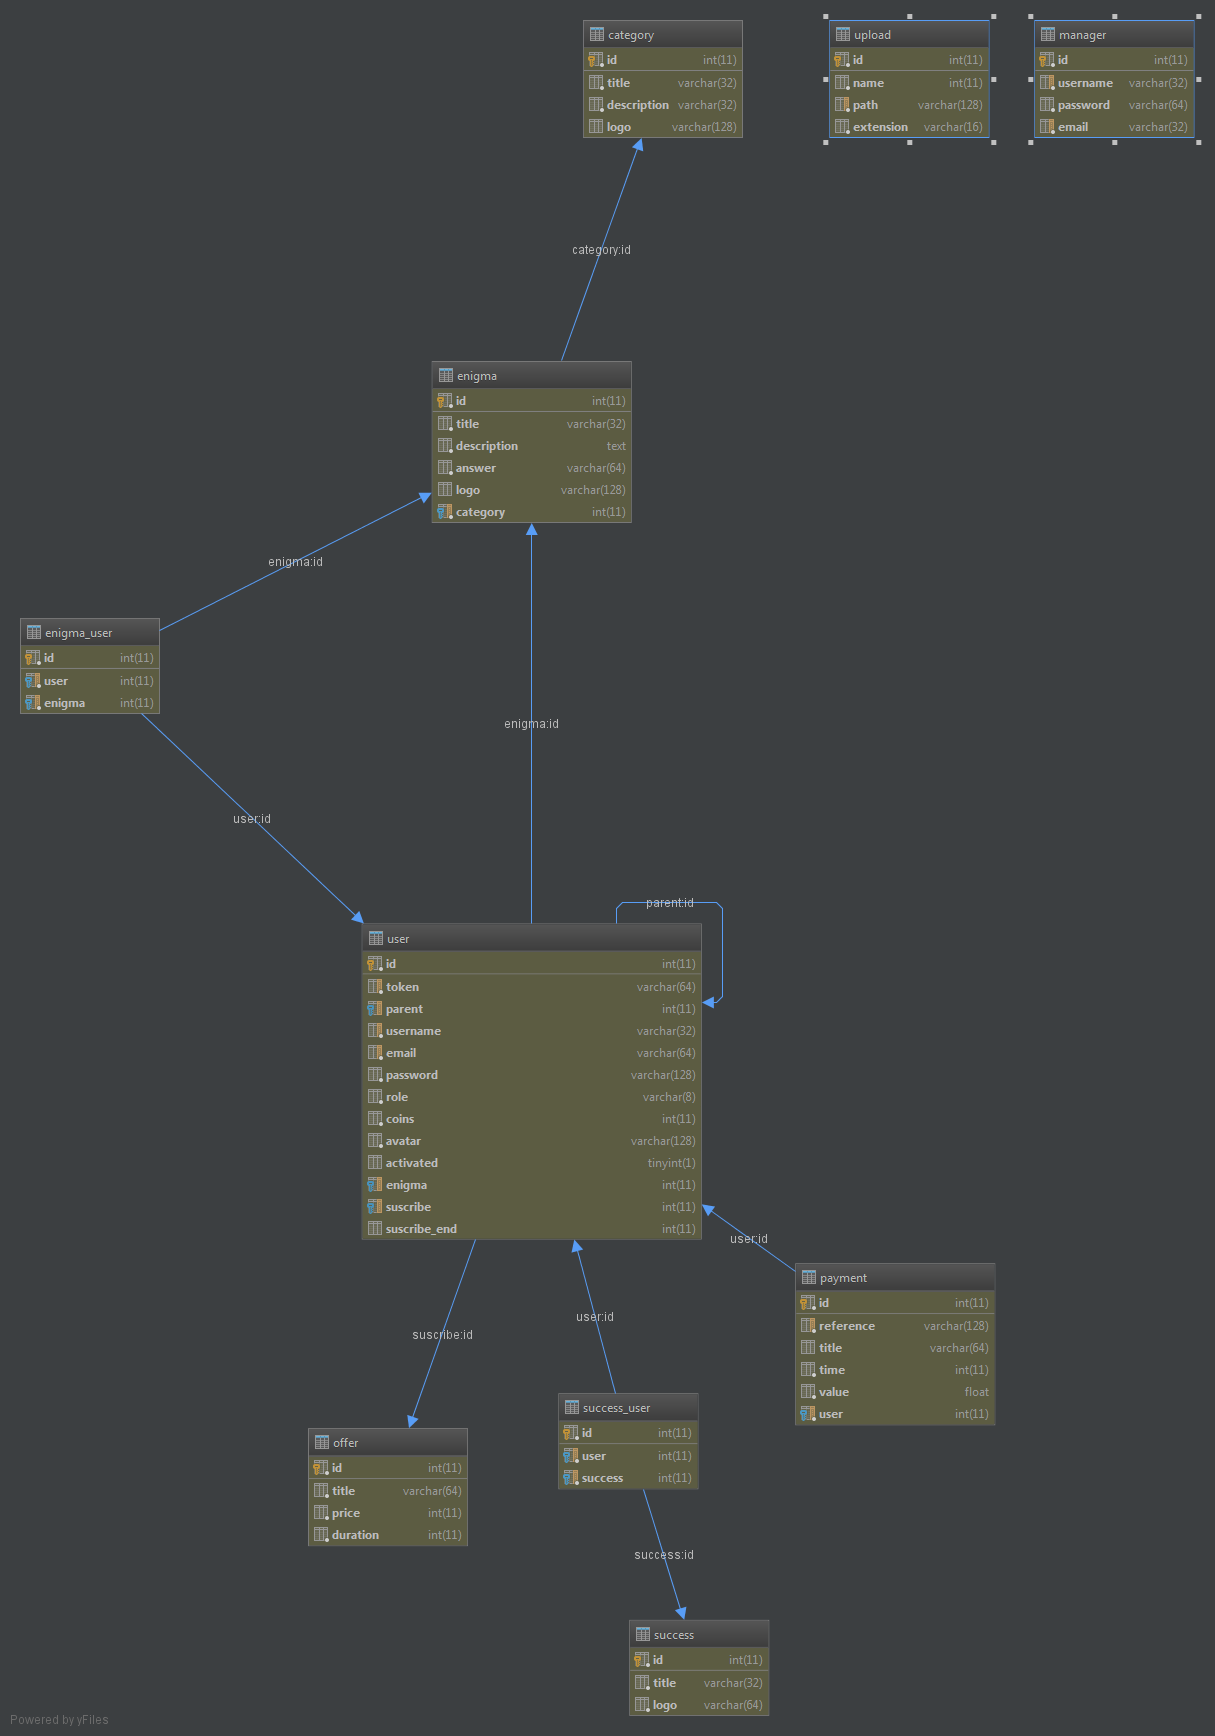 category
id int(11)
title varchar(32)
description varchar(32)
logo varchar(128)
upload
id int(11)
name int(11)
path varchar(128)
extension varchar(16)
manager
id int(11)
username varchar(32)
password varchar(64)
email varchar(32)
category:id
enigma
id int(11)
title varchar(32)
description text
answer varchar(64)
logo varchar(128)
category int(11)
enigma:id
enigma_user
id int(11)
user int(11)
enigma int(11)
enigma:id
user:id
parent:id
user
id int(11)
token varchar(64)
parent int(11)
username varchar(32)
email varchar(64)
password varchar(128)
role varchar(8)
coins int(11)
avatar varchar(128)
activated tinyint(1)
enigma int(11)
suscribe int(11)
suscribe_end int(11)
user:id
payment
id int(11)
reference varchar(128)
title varchar(64)
time int(11)
value float
user int(11)
user:id
suscribe:id
success_user
id int(11)
user int(11)
success int(11)
offer
id int(11)
title varchar(64)
price int(11)
duration int(11)
success:id
success
id int(11)
title varchar(32)
logo varchar(64)
Powered by yFiles